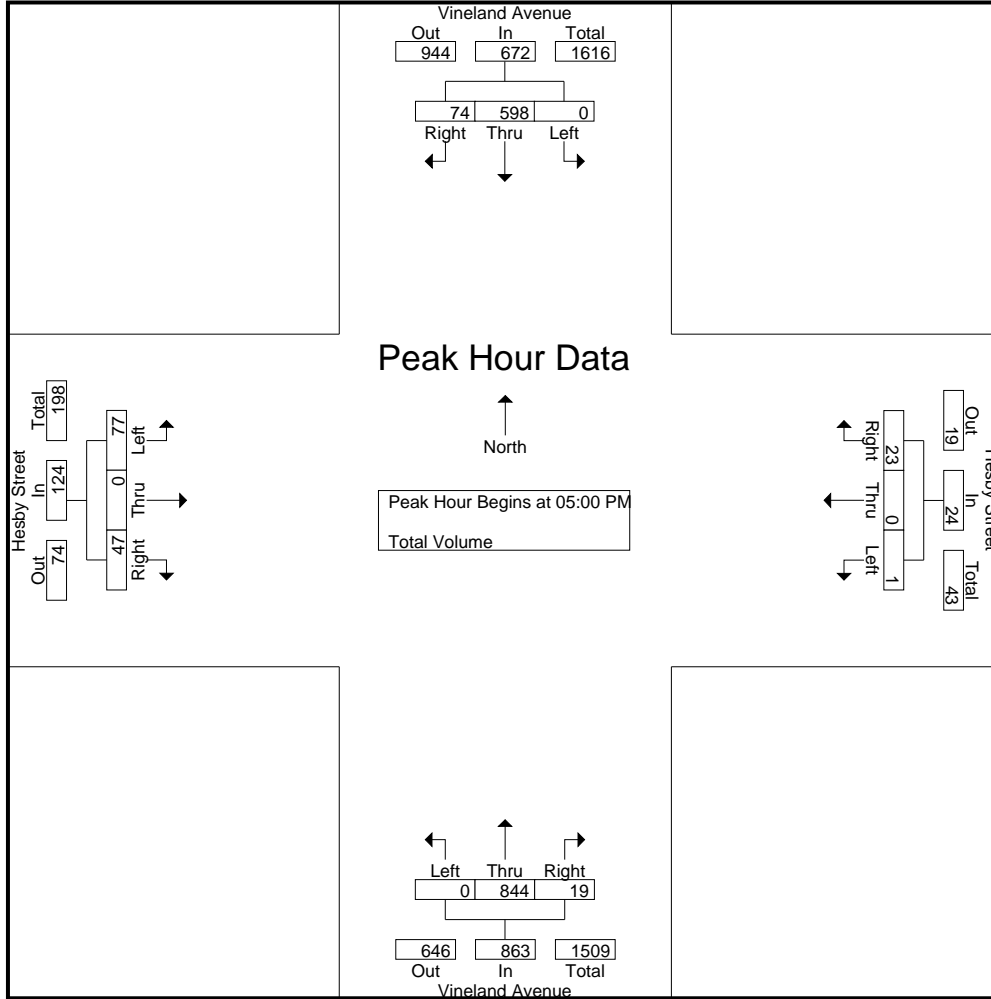 Vineland Avenue
Out In Total
944 672 1616
74 598 0
Right Thru Left
Peak Hour Data
North
Peak Hour Begins at 05:00 PM
Total Volume
Hesby Street
Total In Out
198 124 74
77 0 47
Left Thru Right
Right Thru Left
23 0 1
19 24 43
Out In Total
Hesby Street
Left Thru Right
0 844 19
646 863 1509
Out In Total
Vineland Avenue